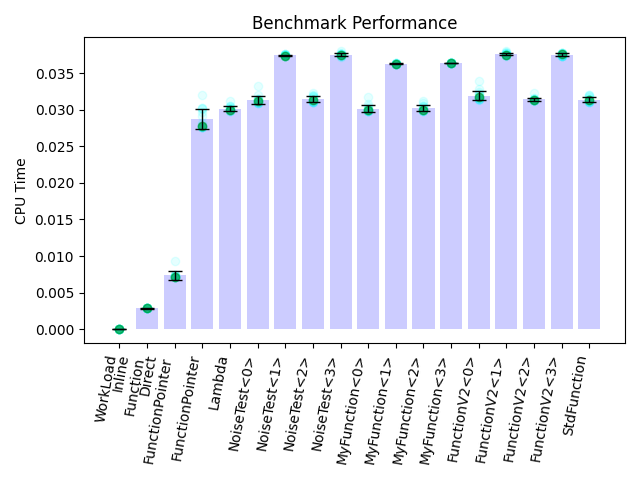 Benchmark Performance
CPU Time
0.035
0.030
0.025
0.020
0.015
0.010
0.005
0.000
WorkLoad
Inline
Function
Direct
FunctionPointer
FunctionPointer
Lambda
NoiseTest<0>
NoiseTest<1>
NoiseTest<2>
NoiseTest<3>
MyFunction<0>
MyFunction<1>
MyFunction<2>
MyFunction<3>
FunctionV2<0>
FunctionV2<1>
FunctionV2<2>
FunctionV2<3>
StdFunction